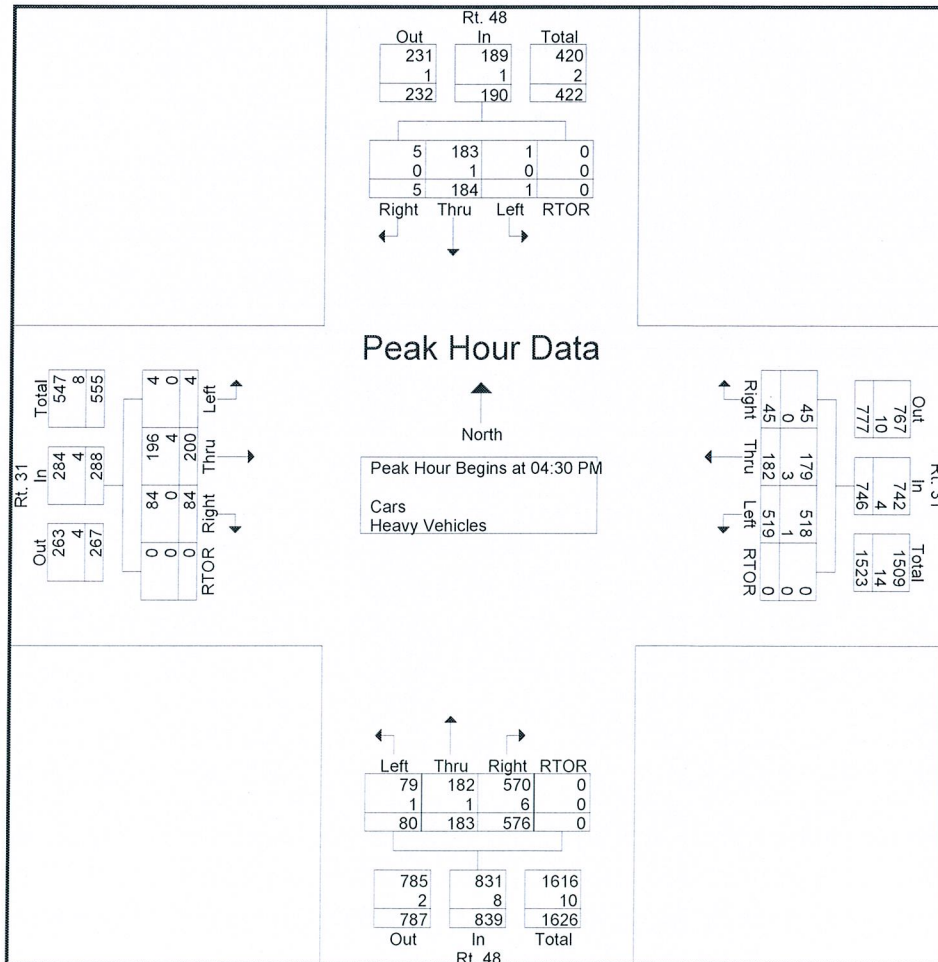 Rt. 48
Out In Total
231 189 420
1 1 2
232 190 422
5 183 1 0
0 1 0 0
5 184 1 0
Right Thru Left RTOR
Peak Hour Data
North
Peak Hour Begins at 04:30 PM
Cars
Heavy Vehicles
Rt. 31
Total In Out
547 284 263
8 4 4
555 288 267
4 196 84 0
0 4 0 0
4 200 84 0
Left Thru Right RTOR
Out In Total
767 742 1509
10 4 14
777 746 1523
45 179 518 0
0 3 1 0
45 182 519 0
Right Thru Left RTOR
Left Thru Right RTOR
79 182 570 0
1 1 6 0
80 183 576 0
785 831 1616
2 8 10
787 839 1626
Out In Total
Rt. 48